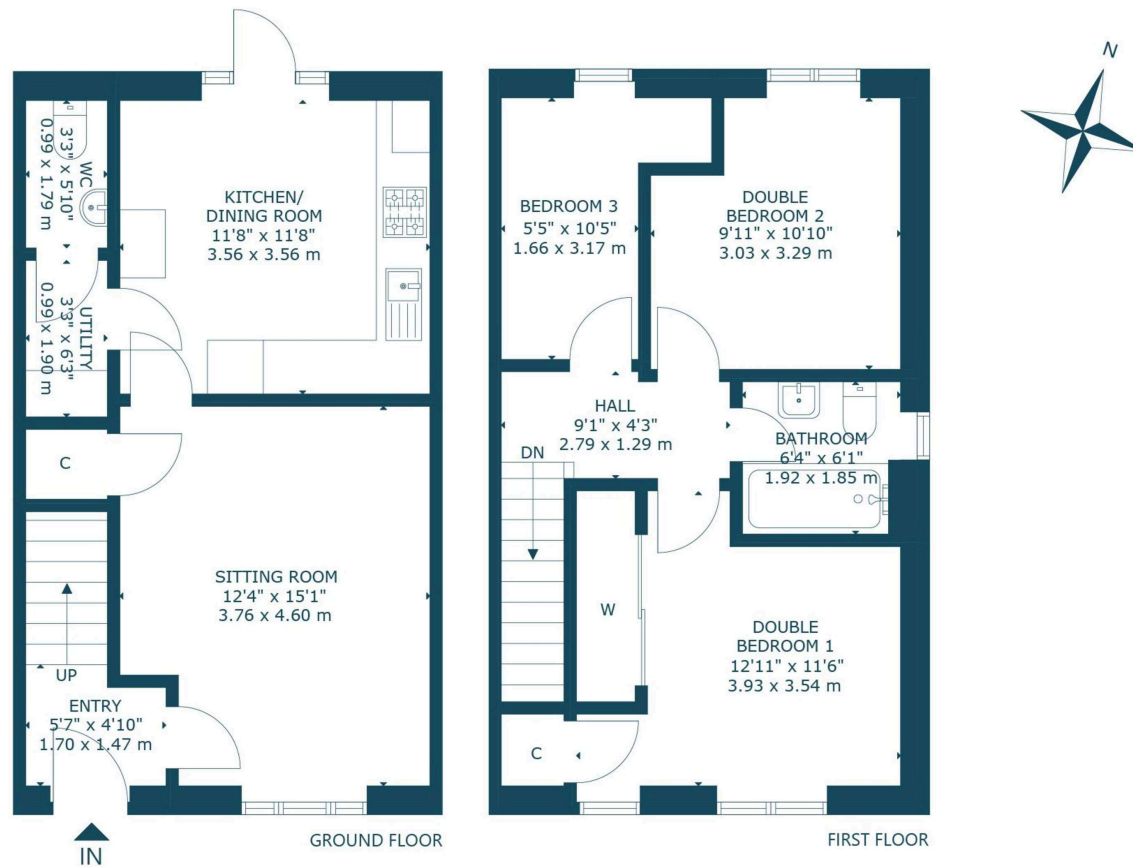 N
WC
3'3" x 5'10"
0.99 x 1.79 m
KITCHEN/
DINING ROOM
11'8" x 11'8"
3.56 x 3.56 m
UTILITY
3'3" x 6'3"
0.99 x 1.90 m
C
SITTING ROOM
12'4" x 15'1"
3.76 x 4.60 m
UP
ENTRY
5'7" x 4'10"
1.70 x 1.47 m
IN
GROUND FLOOR
BEDROOM 3
5'5" x 10'5"
1.66 x 3.17 m
DOUBLE
BEDROOM 2
9'11" x 10'10"
3.03 x 3.29 m
HALL
9'1" x 4'3"
2.79 x 1.29 m
DN
BATHROOM
6'4" x 6'1"
1.92 x 1.85 m
W
DOUBLE
BEDROOM 1
12'11" x 11'6"
3.93 x 3.54 m
C
FIRST FLOOR